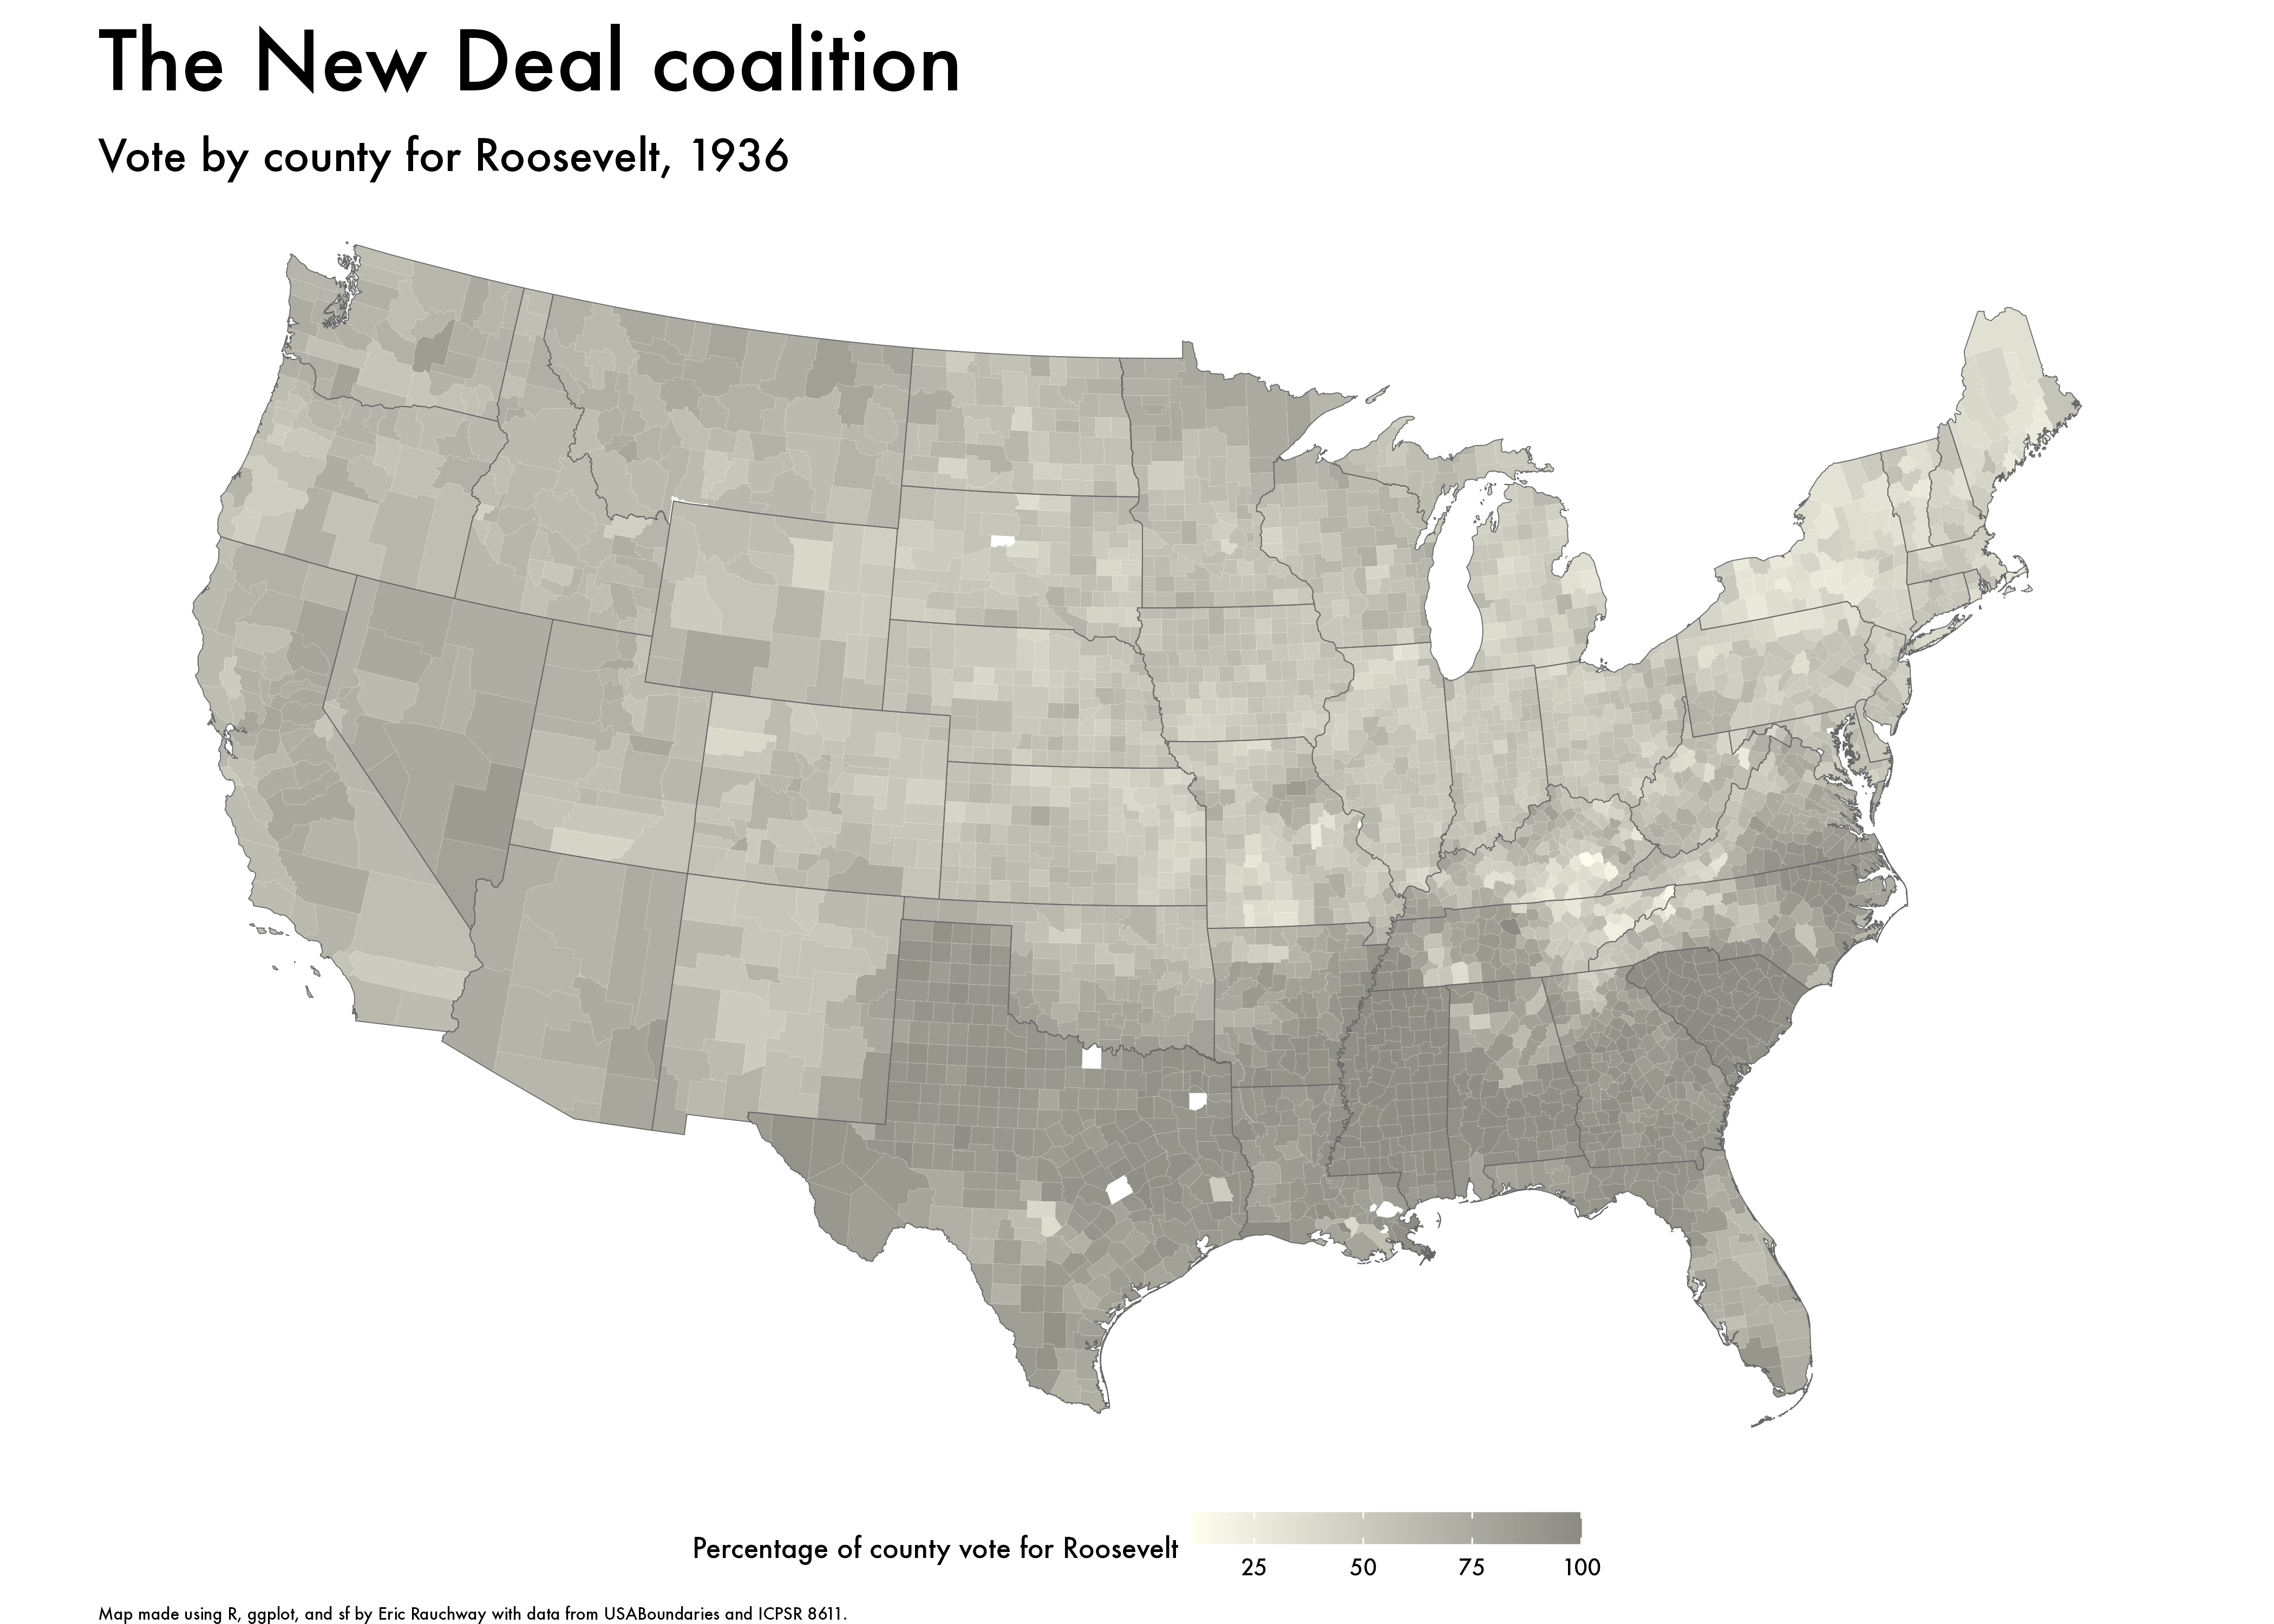 The New Deal coalition
Vote by county for Roosevelt, 1936
Percentage of county vote for Roosevelt
25 50 75 100
Map made using R, ggplot, and sf by Eric Rauchway with data from USABoundaries and ICPSR 8611.